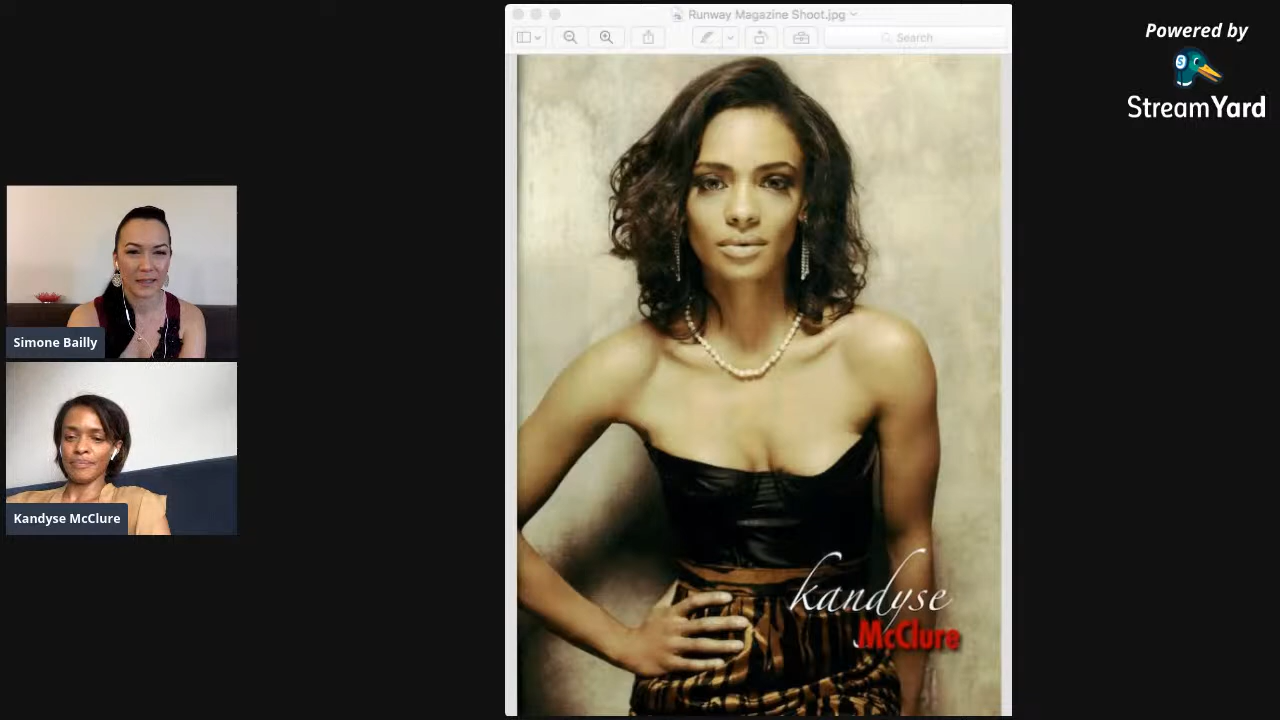 Runway Magazine Shoot.jpg
Search
Powered by
StreamYard
Simone Bailly
Kandyse McClure
kandyse
McClure